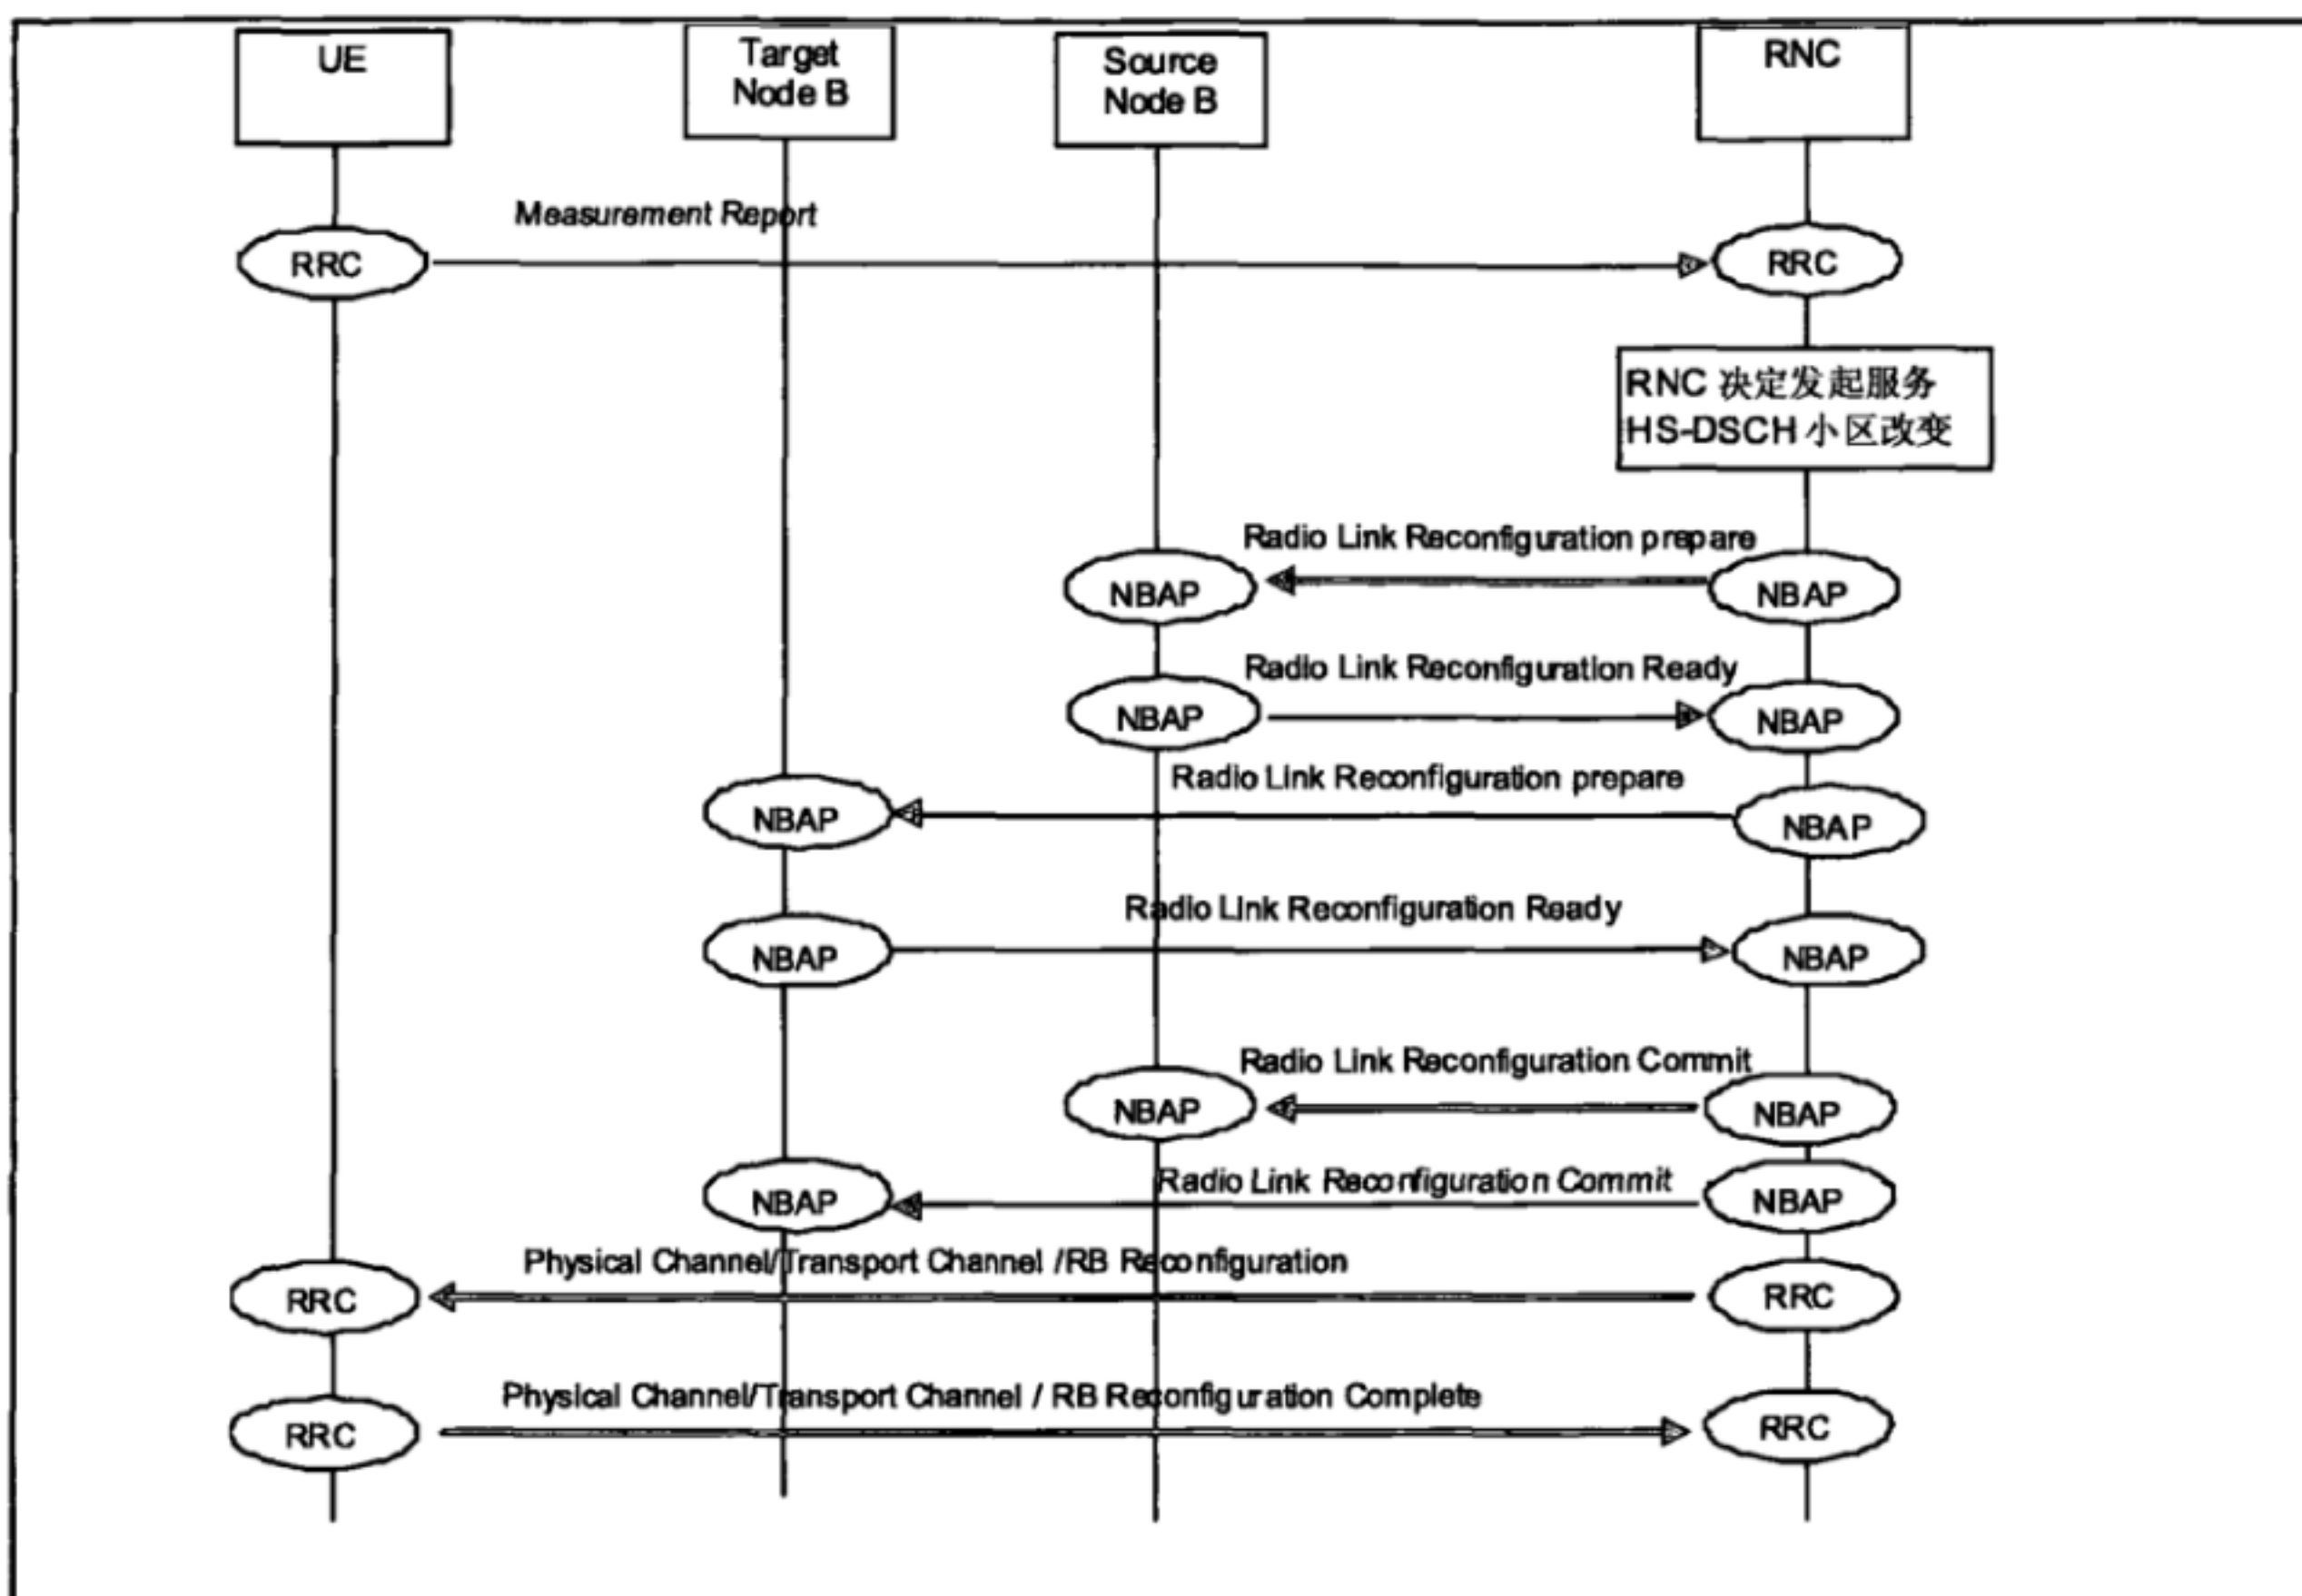 UE
Target
Node B
Source
Node B
RNC
Measurement Report
RRC
RRC
RNC 决定发起服务
HS-DSCH 小区改变
Radio Link Reconfiguration prepare
NBAP
NBAP
Radio Link Reconfiguration Ready
NBAP
NBAP
Radio Link Reconfiguration prepare
NBAP
NBAP
Radio Link Reconfiguration Ready
NBAP
NBAP
Radio Link Reconfiguration Commit
NBAP
NBAP
Radio Link Reconfiguration Commit
NBAP
NBAP
Physical Channel/Transport Channel /RB Reconfiguration
RRC
RRC
Physical Channel/Transport Channel / RB Reconfiguration Complete
RRC
RRC